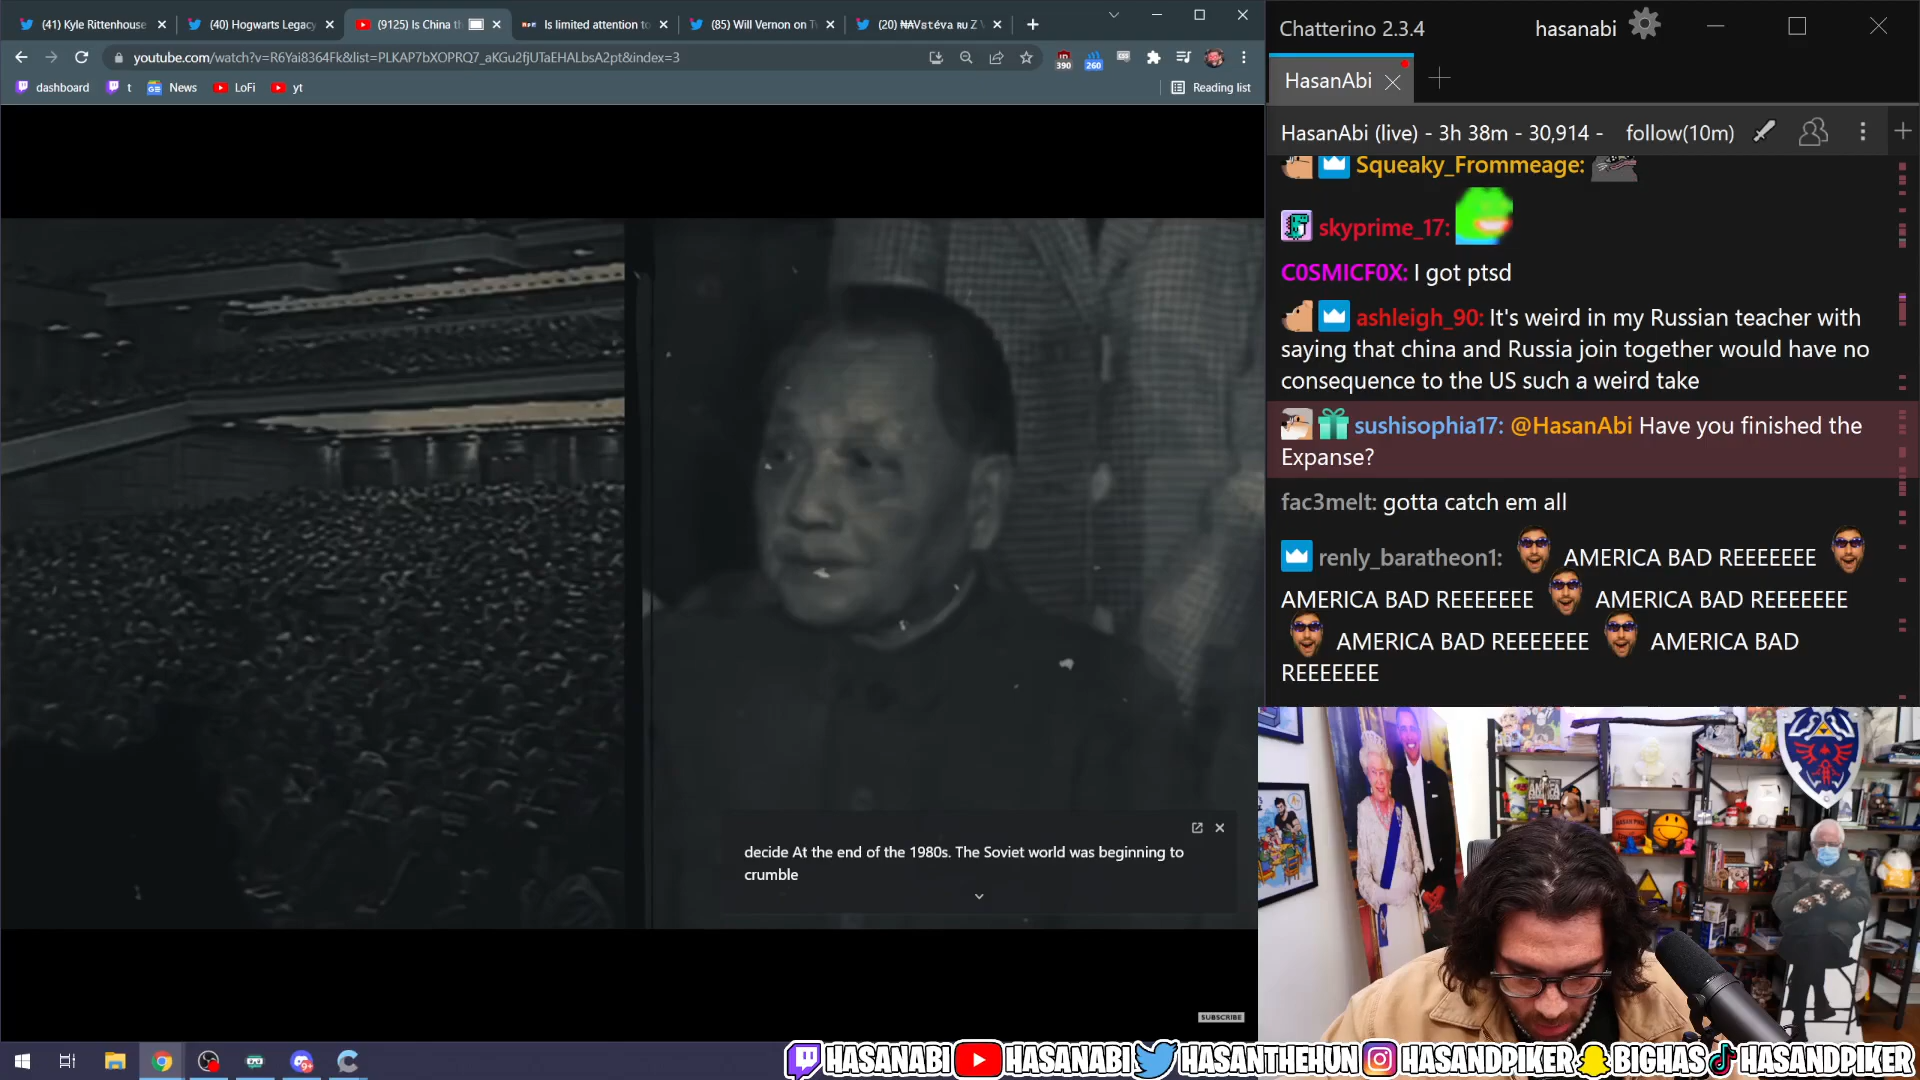 (41) Kyle Rittenhouse
(40) Hogwarts Legacy
(9125) Is China th
Is limited attention to
(85) Will Vernon on Tw
(20) ₦₦Vstéva ʀᴜ Z V
youtube.com/watch?v=R6Yai8364Fk&list=PLKAP7bXOPRQ7_aKGu2fjUTaEHALbsA2pt&index=3
390
260
dashboard
t
News
LoFi
yt
Reading list
decide At the end of the 1980s. The Soviet world was beginning to
crumble
SUBSCRIBE
Chatterino 2.3.4
hasanabi
HasanAbi
HasanAbi (live) - 3h 38m - 30,914 -
follow(10m)
Squeaky_Frommeage:
skyprime_17:
C0SMICF0X: I got ptsd
ashleigh_90: It's weird in my Russian teacher with
saying that china and Russia join together would have no
consequence to the US such a weird take
sushisophia17: @HasanAbi Have you finished the
Expanse?
fac3melt: gotta catch em all
renly_baratheon1: AMERICA BAD REEEEEEE
AMERICA BAD REEEEEEE AMERICA BAD REEEEEEE
AMERICA BAD REEEEEEE AMERICA BAD
REEEEEEE
HASANABI HASANABI HASANTHEHUN HASANDPIKER BIGHAS HASANDPIKER